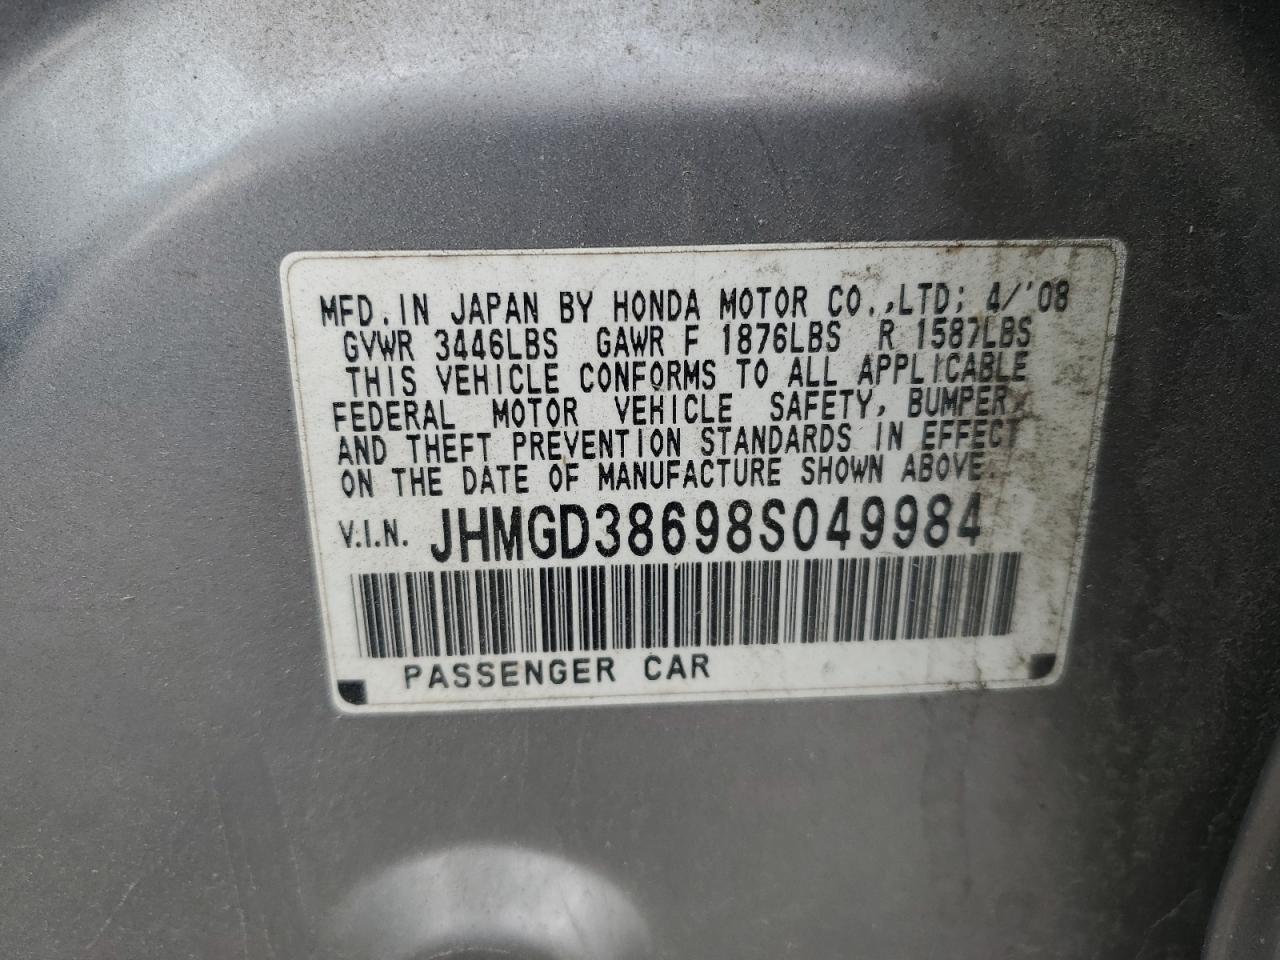 MFD. IN JAPAN BY HONDA MOTOR CO.,LTD; 4/'08
GVWR 3446LBS GAWR F 1876LBS R 1587LBS
THIS VEHICLE CONFORMS TO ALL APPLICABLE
FEDERAL MOTOR VEHICLE SAFETY, BUMPER,
AND THEFT PREVENTION STANDARDS IN EFFECT
ON THE DATE OF MANUFACTURE SHOWN ABOVE.
V.I.N. JHMGD38698S049984
PASSENGER CAR